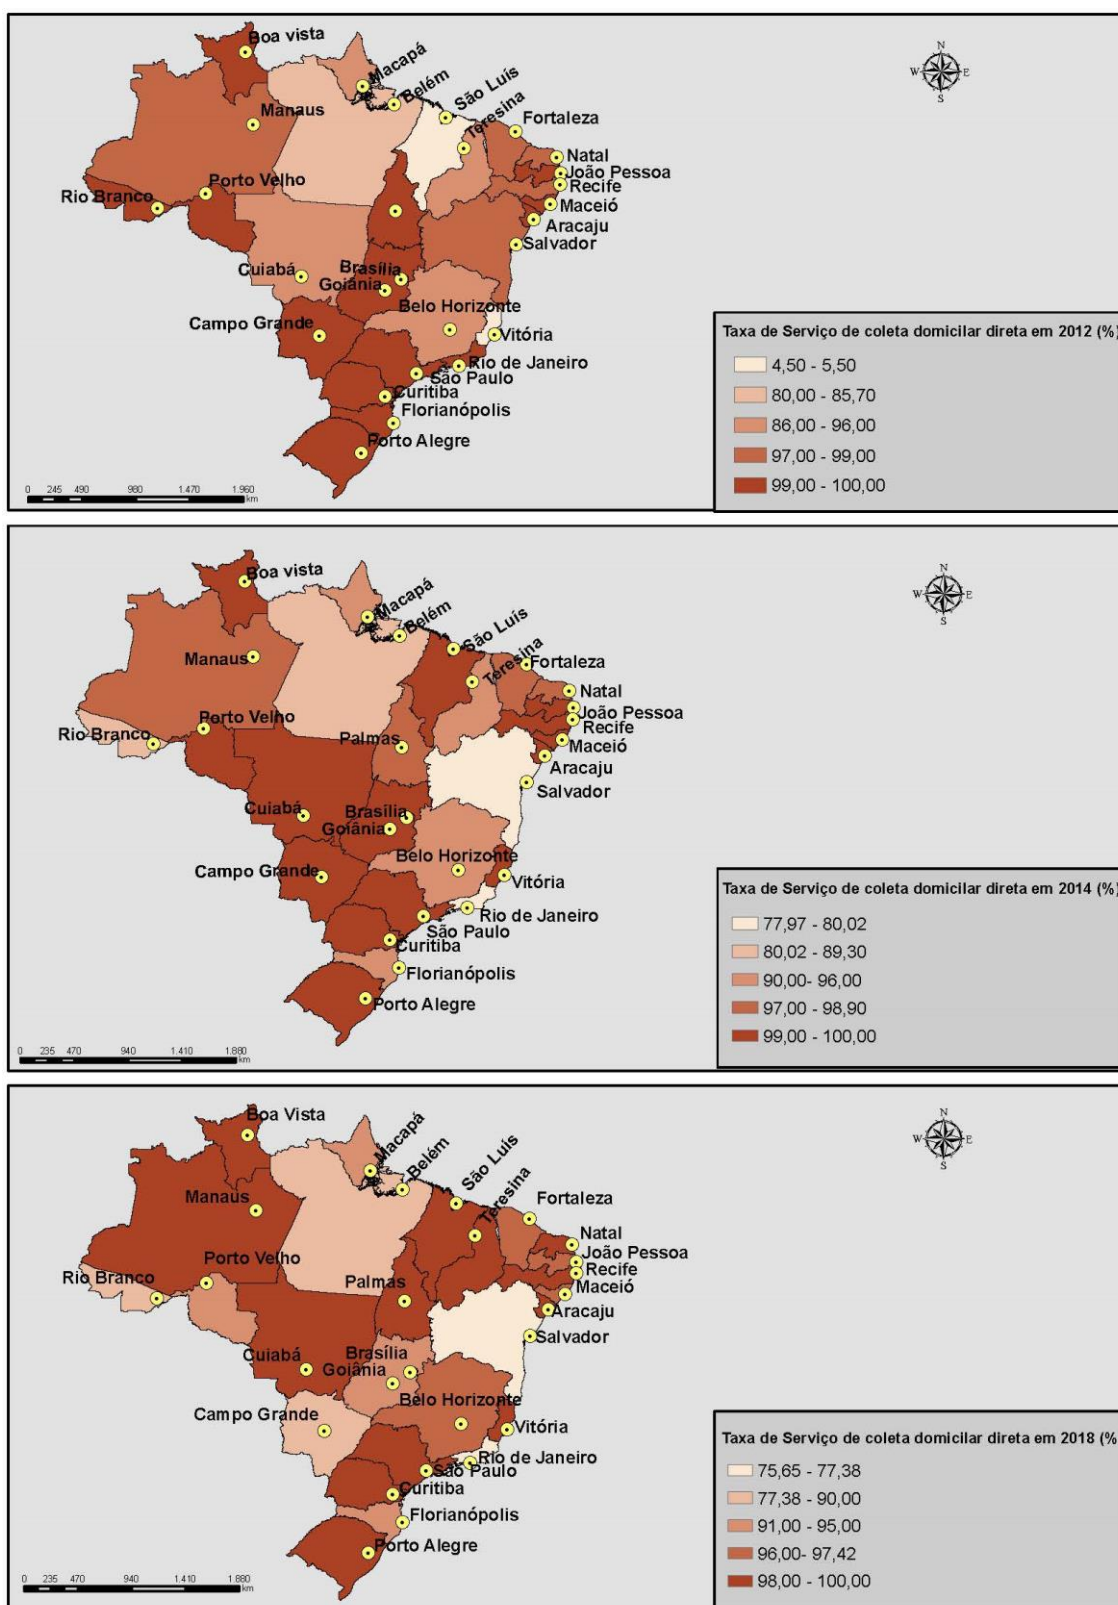 Boa vista
Macapá
Belém
São Luís
Teresina
Fortaleza
Manaus
Natal
João Pessoa
Recife
Porto Velho
Rio Branco
Maceió
Aracaju
Salvador
Cuiabá
Brasília
Goiânia
Belo Horizonte
Campo Grande
Vitória
Rio de Janeiro
São Paulo
Curitiba
Florianópolis
Porto Alegre
N
W
E
S
Taxa de Serviço de coleta domicilar direta em 2012 (%)
4,50 - 5,50
80,00 - 85,70
86,00 - 96,00
97,00 - 99,00
99,00 - 100,00
0 245 490 980 1.470 1.960
km
Boa vista
Macapá
Belém
São Luís
Teresina
Fortaleza
Manaus
Natal
João Pessoa
Recife
Porto Velho
Rio Branco
Palmas
Maceió
Aracaju
Salvador
Cuiabá
Brasília
Goiânia
Belo Horizonte
Campo Grande
Vitória
Rio de Janeiro
São Paulo
Curitiba
Florianópolis
Porto Alegre
N
W
E
S
Taxa de Serviço de coleta domicilar direta em 2014 (%)
77,97 - 80,02
80,02 - 89,30
90,00- 96,00
97,00 - 98,90
99,00 - 100,00
0 235 470 940 1.410 1.880
km
Boa Vista
Macapá
Belém
São Luís
Teresina
Fortaleza
Manaus
Natal
João Pessoa
Recife
Porto Velho
Rio Branco
Palmas
Maceió
Aracaju
Salvador
Cuiabá
Brasília
Goiânia
Belo Horizonte
Campo Grande
Vitória
Rio de Janeiro
São Paulo
Curitiba
Florianópolis
Porto Alegre
N
W
E
S
Taxa de Serviço de coleta domicilar direta em 2018 (%
75,65 - 77,38
77,38 - 90,00
91,00 - 95,00
96,00- 97,42
98,00 - 100,00
0 235 470 940 1.410 1.880
km